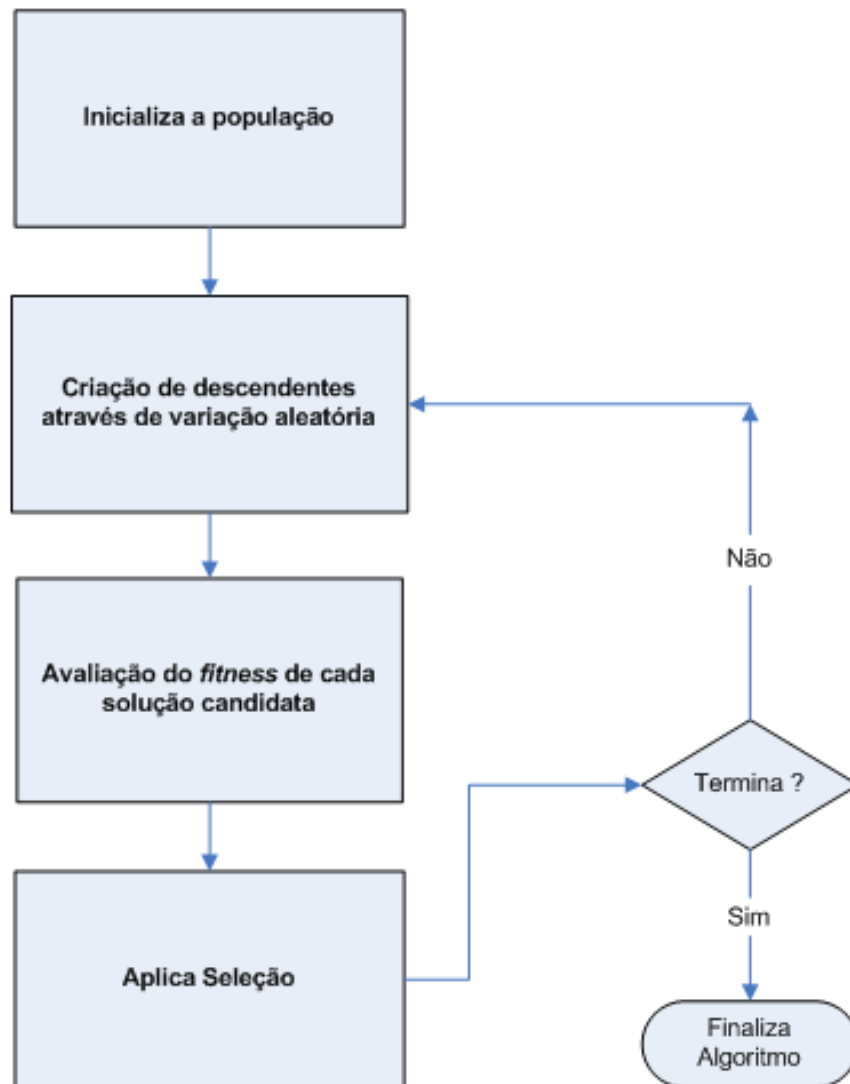 Inicializa a população
Criação de descendentes
através de variação aleatória
Avaliação do fitness de cada
solução candidata
Aplica Seleção
Não
Termina ?
Sim
Finaliza
Algoritmo